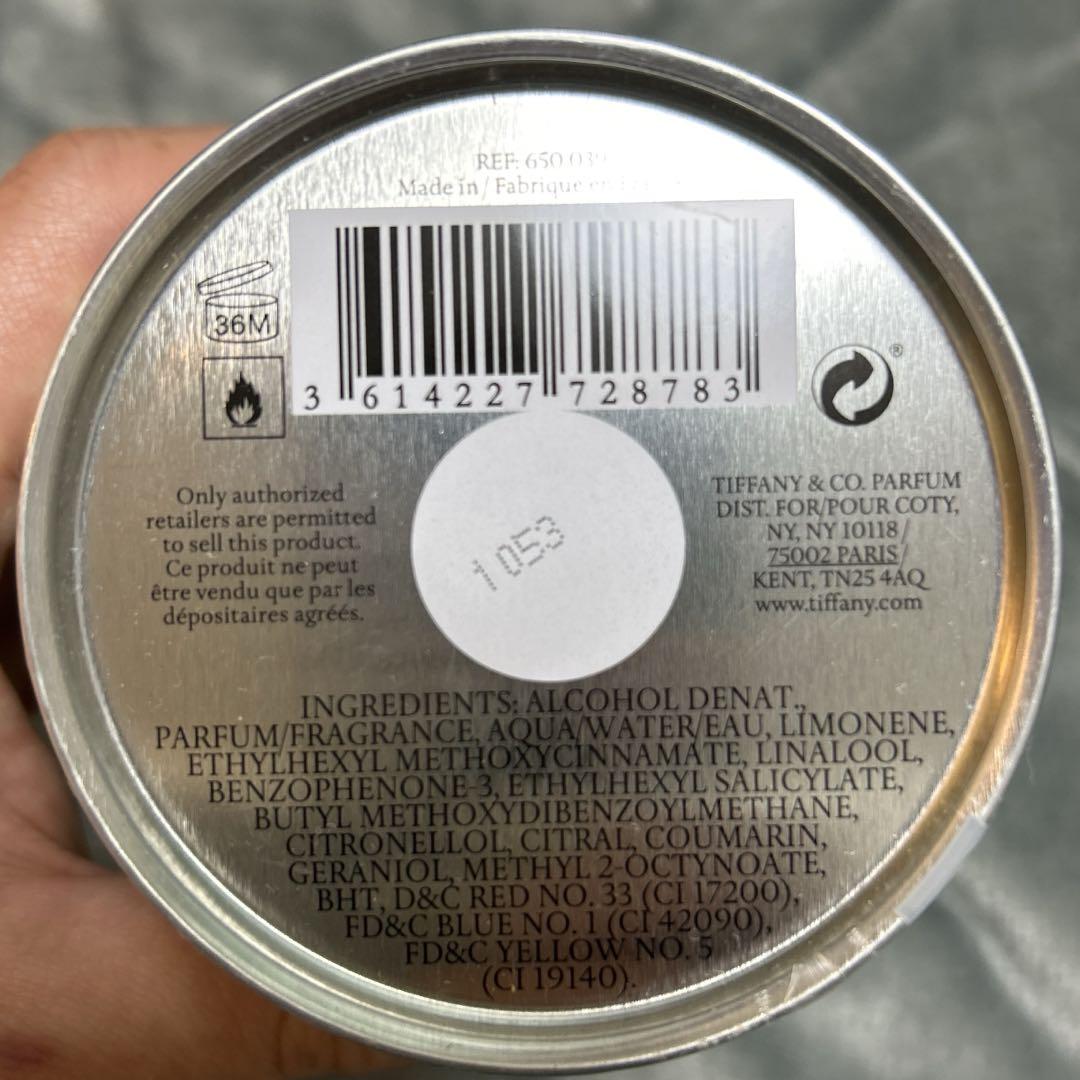 REF: 650 039
Made in / Fabrique en
36M
3 614227 728783
®
Only authorized
retailers are permitted
to sell this product.
Ce produit ne peut
être vendu que par les
dépositaires agréés.
1053
TIFFANY & CO. PARFUM
DIST. FOR/POUR COTY,
NY, NY 10118 /
75002 PARIS /
KENT, TN25 4AQ
www.tiffany.com
INGREDIENTS: ALCOHOL DENAT.,
PARFUM/FRAGRANCE, AQUA/WATER/EAU, LIMONENE,
ETHYLHEXYL METHOXYCINNAMATE, LINALOOL,
BENZOPHENONE-3, ETHYLHEXYL SALICYLATE,
BUTYL METHOXYDIBENZOYLMETHANE,
CITRONELLOL, CITRAL, COUMARIN,
GERANIOL, METHYL 2-OCTYNOATE,
BHT, D&C RED NO. 33 (CI 17200),
FD&C BLUE NO. 1 (CI 42090),
FD&C YELLOW NO. 5
(CI 19140).